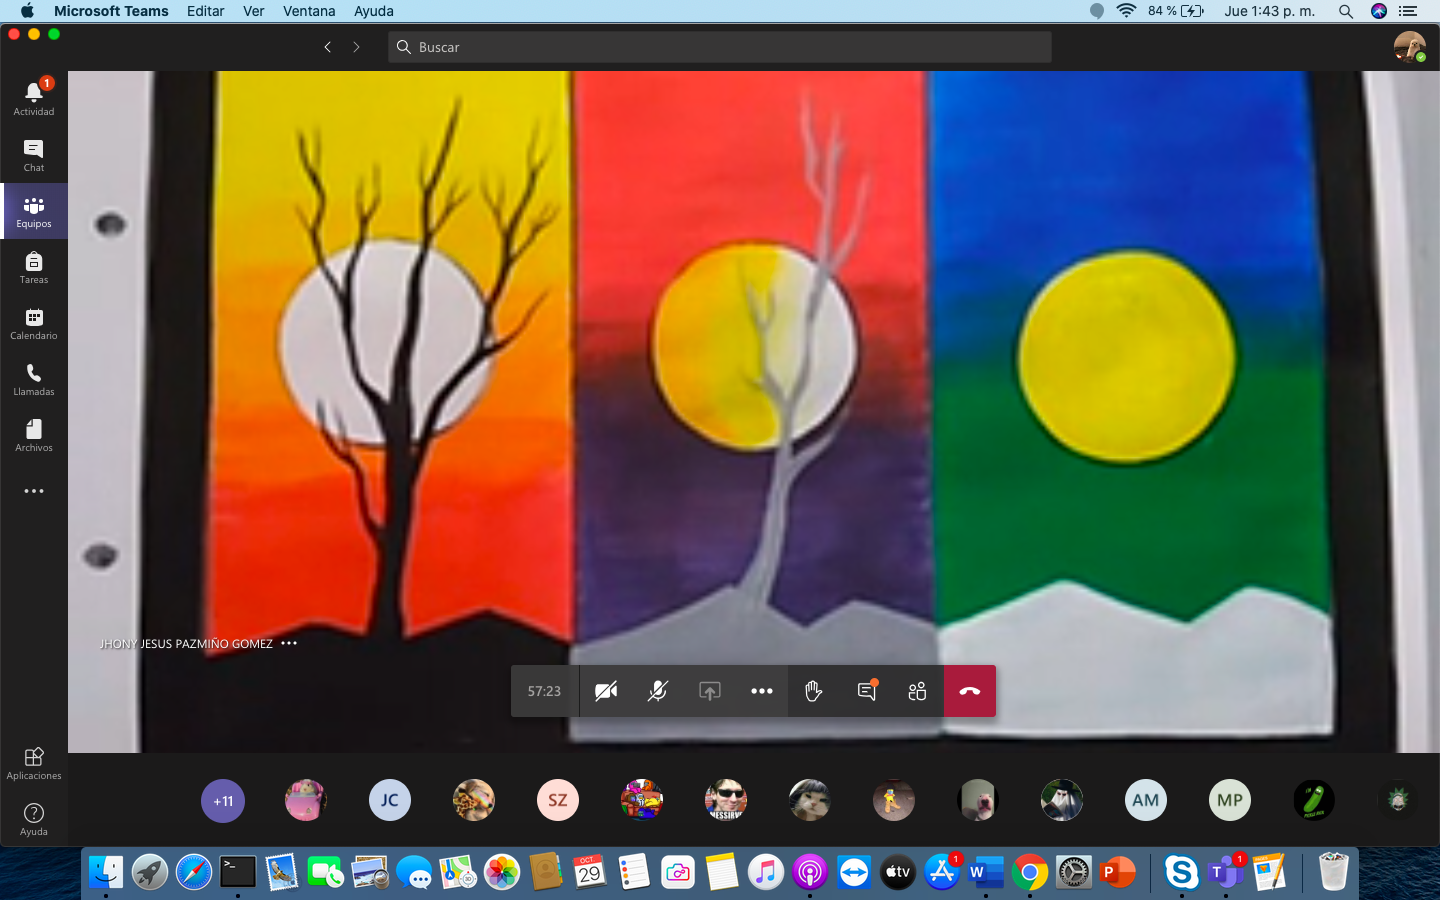 Microsoft Teams Editar Ver Ventana Ayuda 84 % Jue 1:43 p. m.
Buscar
1
Actividad
Chat
Equipos
Tareas
Calendario
Llamadas
Archivos
JHONY JESUS PAZMIÑO GOMEZ
57:23
Aplicaciones
Ayuda
+11 JC SZ AM MP
OCT. 29
tv
1
W
P
S
T 1